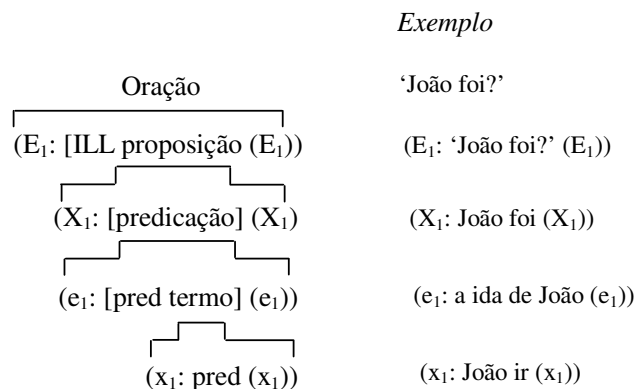 Exemplo
Oração ‘João foi?’
(E₁: [ILL proposição (E₁)) (E₁: ‘João foi?’ (E₁))
(X₁: [predicação] (X₁) (X₁: João foi (X₁))
(e₁: [pred termo] (e₁)) (e₁: a ida de João (e₁))
(x₁: pred (x₁)) (x₁: João ir (x₁))